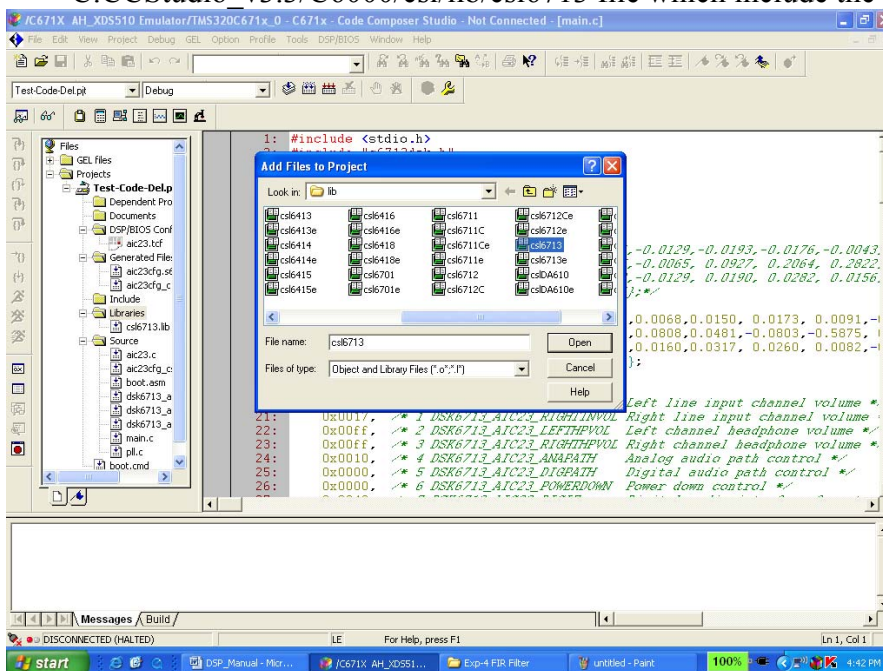 C:CCStudio_v3.3/C6000/csl/lib/csl6713 file which include the
/C671X AH_XDS510 Emulator/TMS320C671x_0 - C671x - Code Composer Studio - Not Connected - [main.c]
File Edit View Project Debug GEL Option Profile Tools DSP/BIOS Window Help
Test-Code-Del.pjt Debug
Files
GEL files
Projects
Test-Code-Del.p
Dependent Pro
Documents
DSP/BIOS Conf
aic23.tcf
Generated File:
aic23cfg.s6
aic23cfg_c
Include
Libraries
csl6713.lib
Source
aic23.c
aic23cfg_c:
boot.asm
dsk6713_a
dsk6713_a
dsk6713_a
main.c
pll.c
boot.cmd
1: #include <stdio.h>
Add Files to Project
Look in: lib
csl6413 csl6416 csl6711 csl6712Ce
csl6413e csl6416e csl6711C csl6712e
csl6414 csl6418 csl6711Ce csl6713
csl6414e csl6418e csl6711e csl6713e
csl6415 csl6701 csl6712 cslDA610
csl6415e csl6701e csl6712C cslDA610e
File name: csl6713 Open
Files of type: Object and Library Files (*.o*;*.l*) Cancel
Help
,-0.0129,-0.0193,-0.0176,-0.0043,
,-0.0065, 0.0927, 0.2064, 0.2822,
,-0.0129, 0.0190, 0.0282, 0.0156,
};*/
,0.0068,0.0150, 0.0173, 0.0091,-
,0.0808,0.0481,-0.0803,-0.5875,
,0.0160,0.0317, 0.0260, 0.0082,-
};
Left line input channel volume *
21: 0x0017, /* 1 DSK6713_AIC23_RIGHTINVOL Right line input channel volume *
22: 0x00ff, /* 2 DSK6713_AIC23_LEFTHPVOL Left channel headphone volume *
23: 0x00ff, /* 3 DSK6713_AIC23_RIGHTHPVOL Right channel headphone volume *
24: 0x0010, /* 4 DSK6713_AIC23_ANAPATH Analog audio path control */
25: 0x0000, /* 5 DSK6713_AIC23_DIGPATH Digital audio path control */
26: 0x0000, /* 6 DSK6713_AIC23_POWERDOWN Power down control */
Messages Build
DISCONNECTED (HALTED) LE For Help, press F1 Ln 1, Col 1
start DSP_Manual - Micr... /C671X AH_XDS51... Exp-4 FIR Filter untitled - Paint 100% 4:42 PM